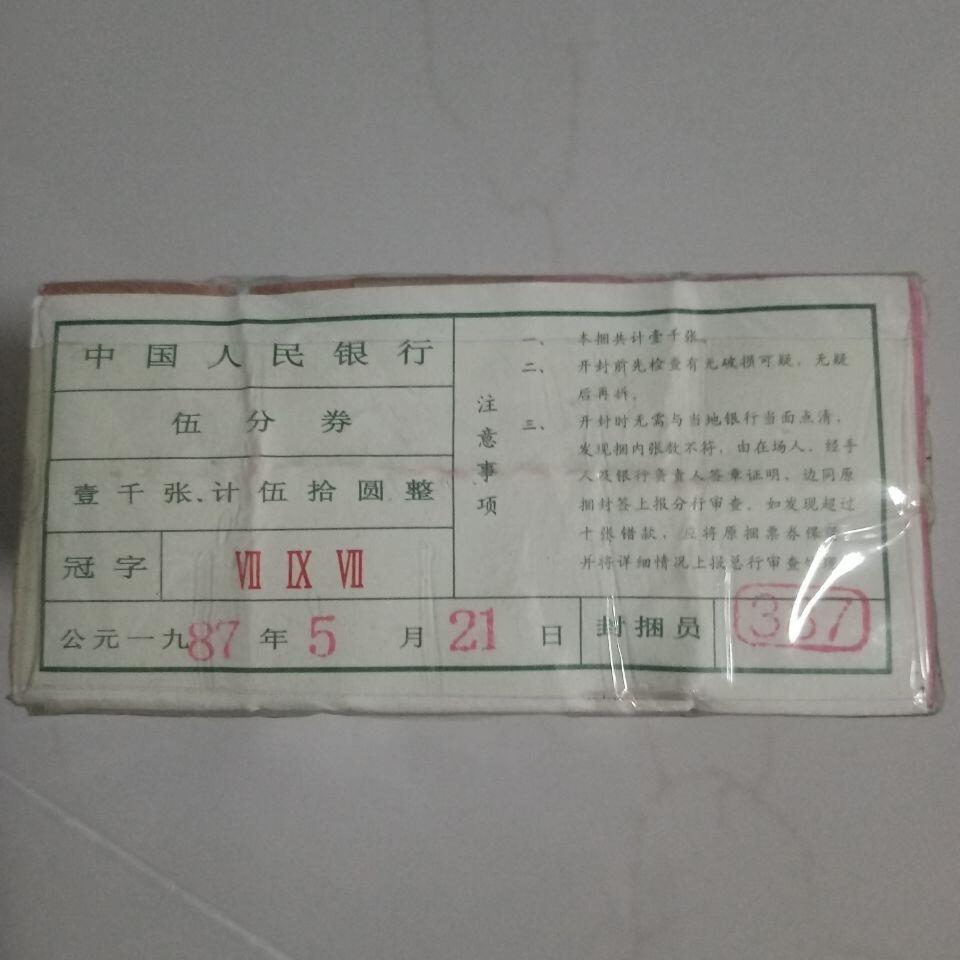 中国人民银行
伍分券
壹千张、计伍拾圆整
冠字 Ⅶ Ⅸ Ⅶ
公元一九87年5月21日 封捆员 337
注意事项
一、本捆共计壹千张。
二、开封前先检查有无破损可疑，无疑
后再拆。
三、开封时无需与当地银行当面点清，
发现捆内张数不符，由在场人、经手
人及银行负责人签章证明，边同原
捆封签上报分行审查。如发现超过
十张错款，应将原捆票券保
并将详细情况上报总行审查